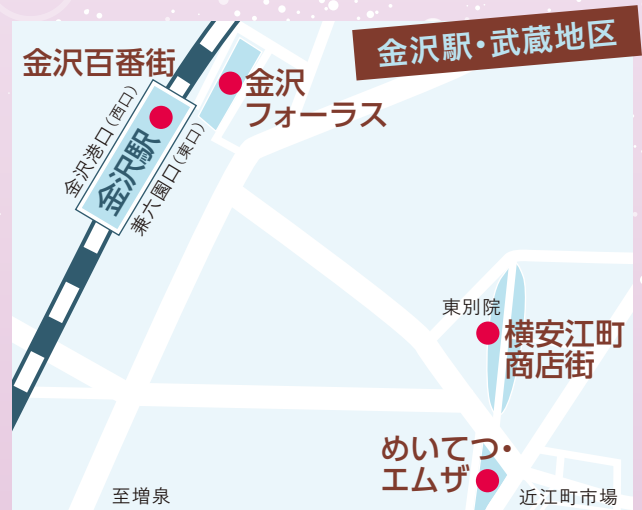 金沢駅・武蔵地区
金沢百番街
金沢
フォーラス
金沢港口(西口)
金沢駅
兼六園口(東口)
東別院
横安江町
商店街
めいてつ・
エムザ
至増泉
近江町市場